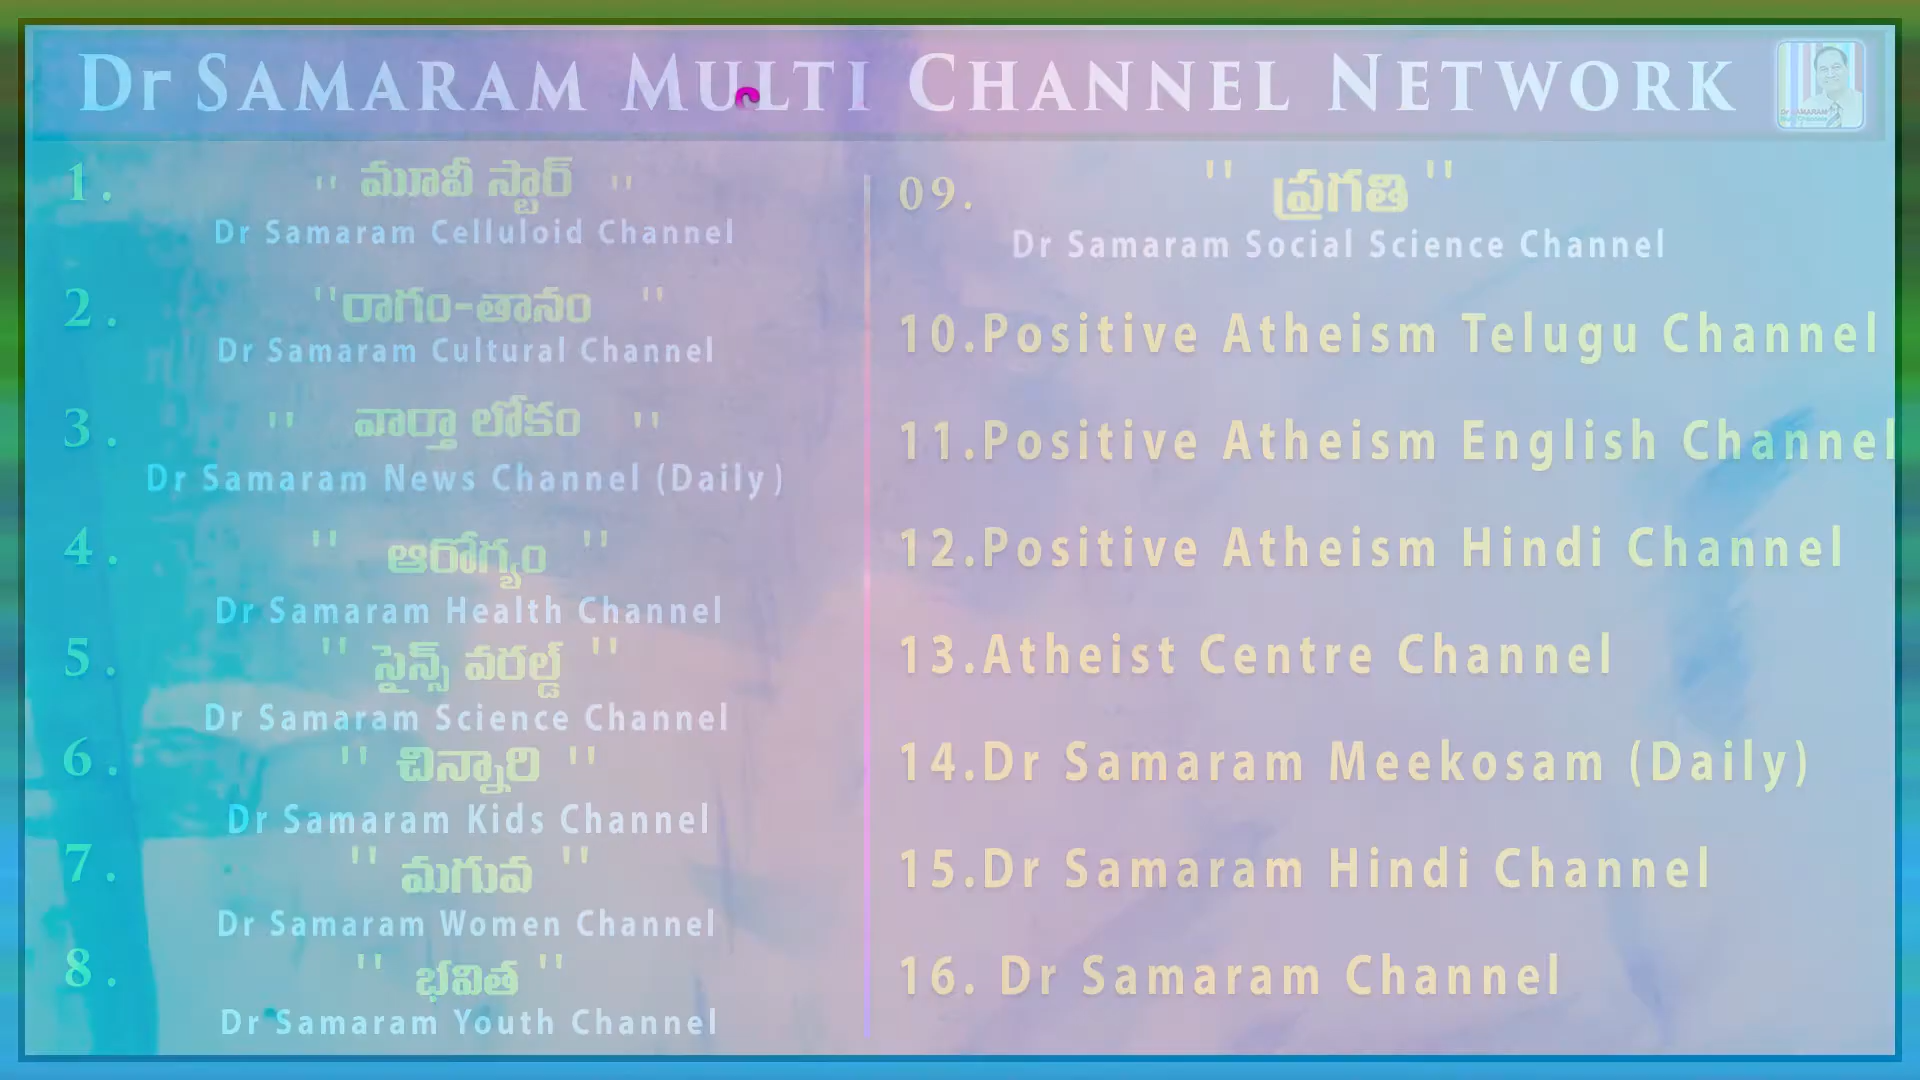 Dr SAMARAM MULTI CHANNEL NETWORK
1. '' మూవీ స్టార్ ''
Dr Samaram Celluloid Channel
2. ''రాగం-తానం ''
Dr Samaram Cultural Channel
3. '' వార్తా లోకం ''
Dr Samaram News Channel (Daily)
4. '' ఆరోగ్యం ''
Dr Samaram Health Channel
5. '' సైన్స్ వరల్డ్ ''
Dr Samaram Science Channel
6. '' చిన్నారి ''
Dr Samaram Kids Channel
7. '' మగువ ''
Dr Samaram Women Channel
8. '' భవిత ''
Dr Samaram Youth Channel
09. '' ప్రగతి ''
Dr Samaram Social Science Channel
10.Positive Atheism Telugu Channel
11.Positive Atheism English Channel
12.Positive Atheism Hindi Channel
13.Atheist Centre Channel
14.Dr Samaram Meekosam (Daily)
15.Dr Samaram Hindi Channel
16. Dr Samaram Channel